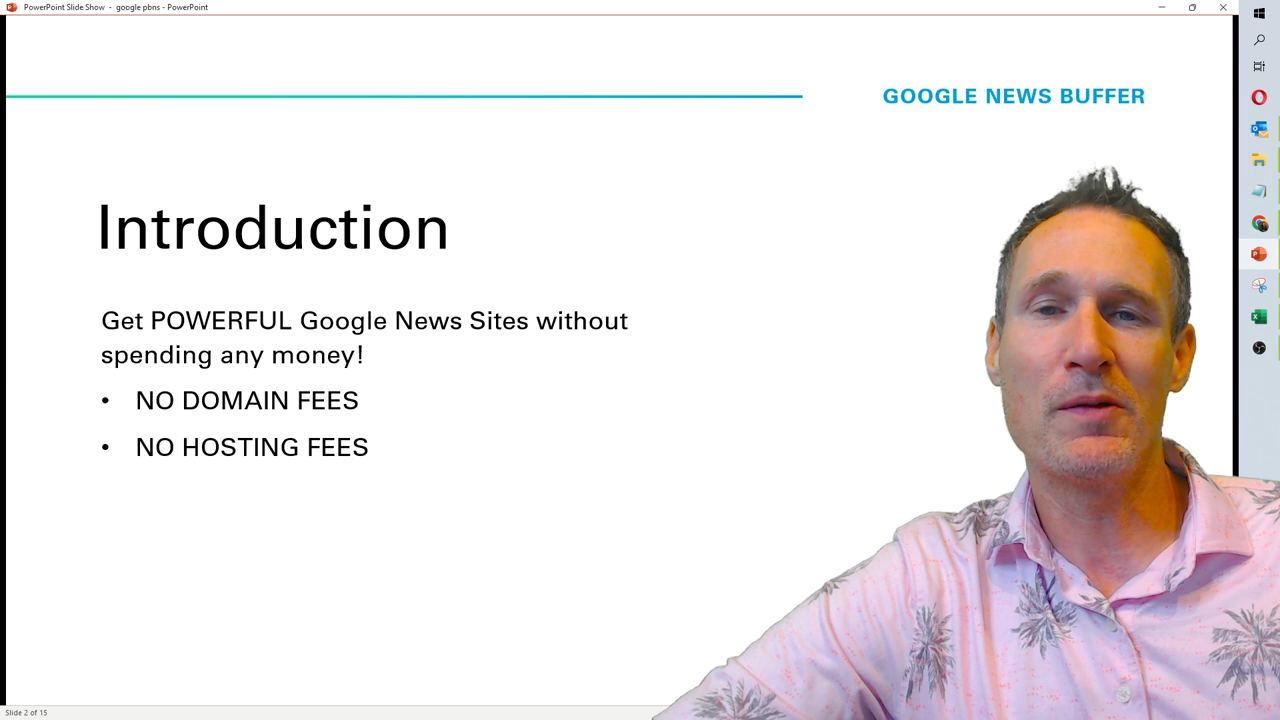 PowerPoint Slide Show - google pbns - PowerPoint
GOOGLE NEWS BUFFER
Introduction
Get POWERFUL Google News Sites without
spending any money!
• NO DOMAIN FEES
• NO HOSTING FEES
Slide 2 of 15